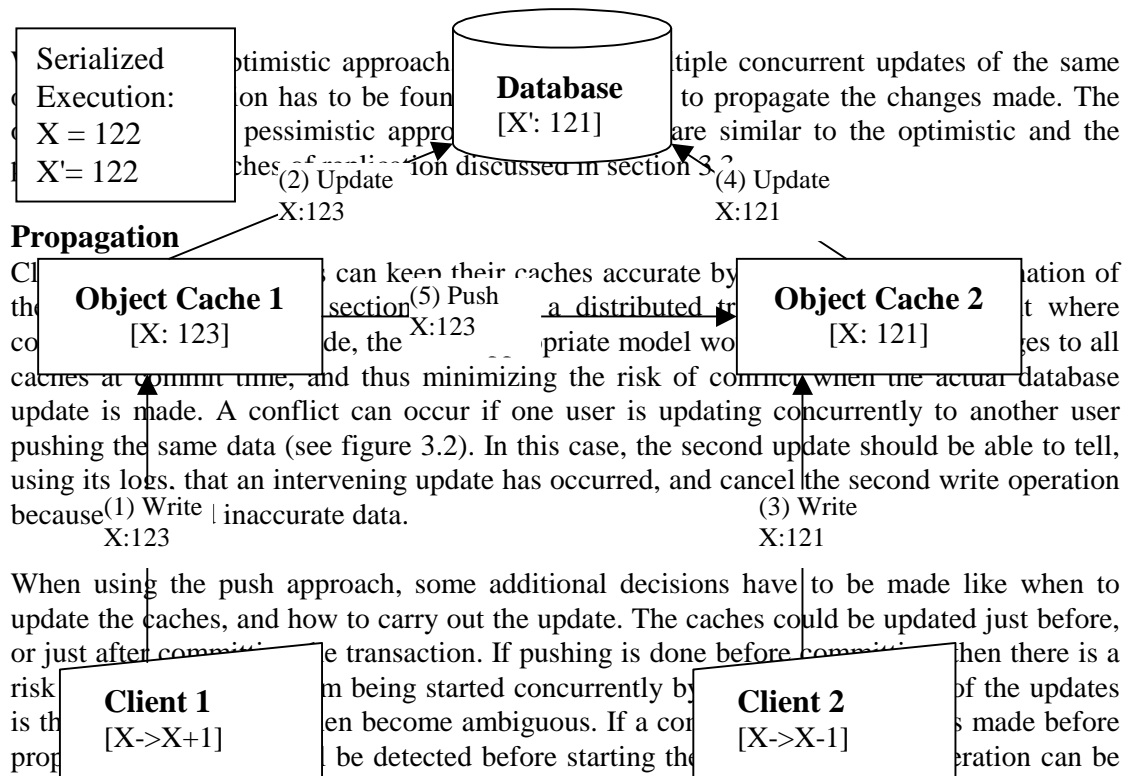 Serialized
Execution:
X = 122
X'= 122
Database
[X': 121]
optimistic approach tiple concurrent updates of the same
ion has to be foun to propagate the changes made. The
pessimistic appro are similar to the optimistic and the
ches of replication discussed in section 3.3
(2) Update
X:123
(4) Update
X:121
Propagation
can keep their caches accurate by ation of
the section a distributed t where
co de, the priate model wo ges to all
caches at commit time, and thus minimizing the risk of conflict when the actual database
update is made. A conflict can occur if one user is updating concurrently to another user
pushing the same data (see figure 3.2). In this case, the second update should be able to tell,
using its logs, that an intervening update has occurred, and cancel the second write operation
because inaccurate data.
Object Cache 1
[X: 123]
(5) Push
X:123
Object Cache 2
[X: 121]
(1) Write
X:123
(3) Write
X:121
When using the push approach, some additional decisions have to be made like when to
update the caches, and how to carry out the update. The caches could be updated just before,
or just after committing the transaction. If pushing is done before committing then there is a
risk m being started concurrently by of the updates
is th en become ambiguous. If a con s made before
prop be detected before starting the eration can be
Client 1
[X->X+1]
Client 2
[X->X-1]